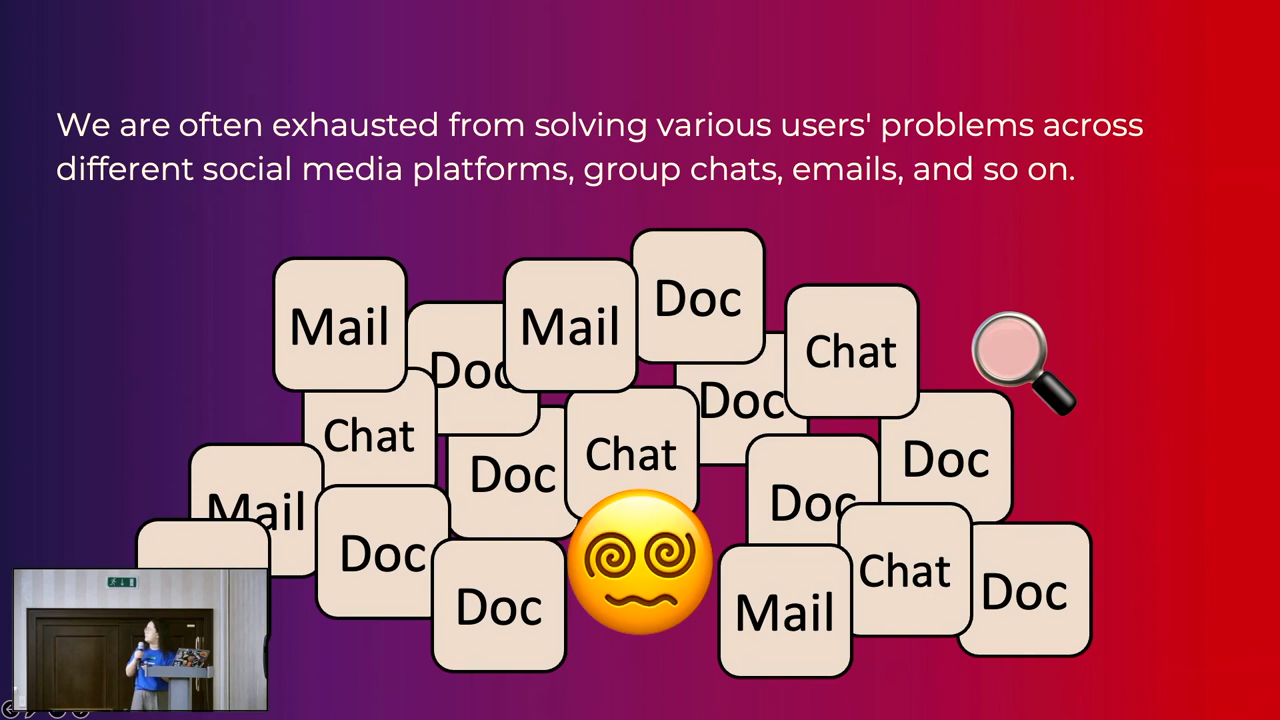 We are often exhausted from solving various users' problems across
different social media platforms, group chats, emails, and so on.
Doc
Mail
Mail
Chat
Doc
Doc
Chat
Chat
Doc
Doc
Mail
Doc
Doc
Chat
Doc
Doc
Mail